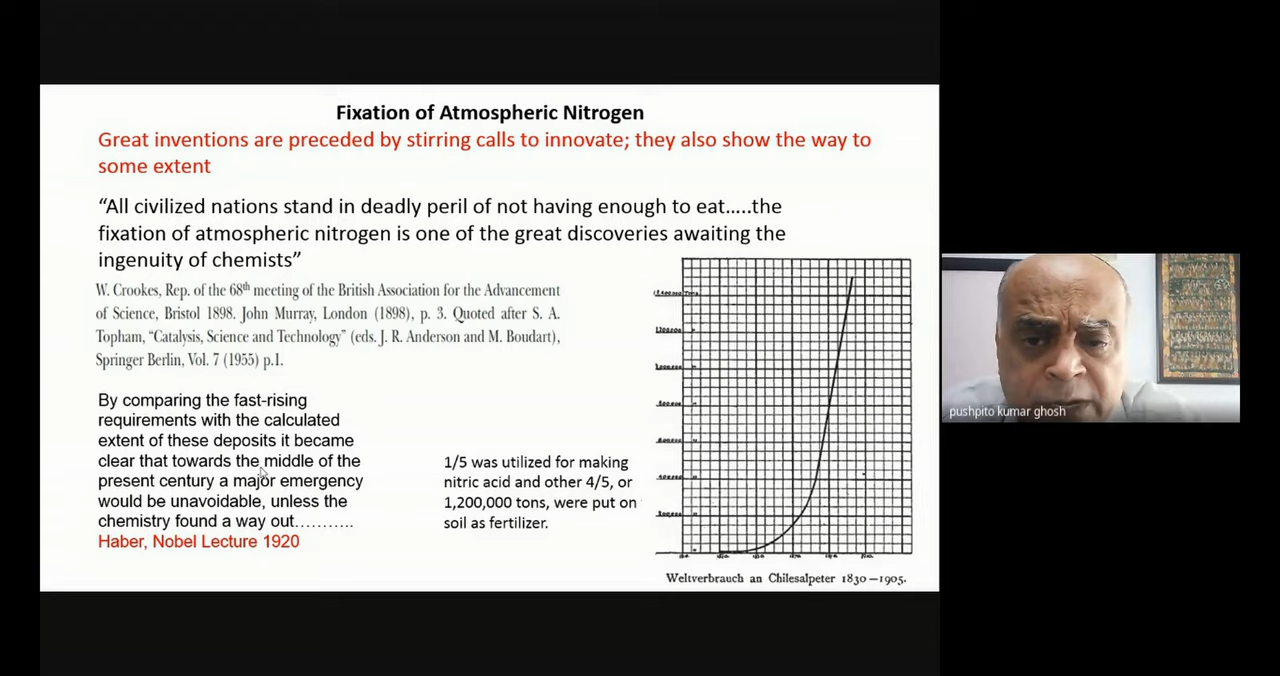 Fixation of Atmospheric Nitrogen
Great inventions are preceded by stirring calls to innovate; they also show the way to
some extent
“All civilized nations stand in deadly peril of not having enough to eat.....the
fixation of atmospheric nitrogen is one of the great discoveries awaiting the
ingenuity of chemists”
W. Crookes, Rep. of the 68th meeting of the British Association for the Advancement
of Science, Bristol 1898. John Murray, London (1898), p. 3. Quoted after S. A.
Topham, “Catalysis, Science and Technology” (eds. J. R. Anderson and M. Boudart),
Springer Berlin, Vol. 7 (1955) p.1.
By comparing the fast-rising
requirements with the calculated
extent of these deposits it became
clear that towards the middle of the
present century a major emergency
would be unavoidable, unless the
chemistry found a way out……….
Haber, Nobel Lecture 1920
1/5 was utilized for making
nitric acid and other 4/5, or
1,200,000 tons, were put on
soil as fertilizer.
Weltverbrauch an Chilesalpeter 1830—1905.
pushpito kumar ghosh